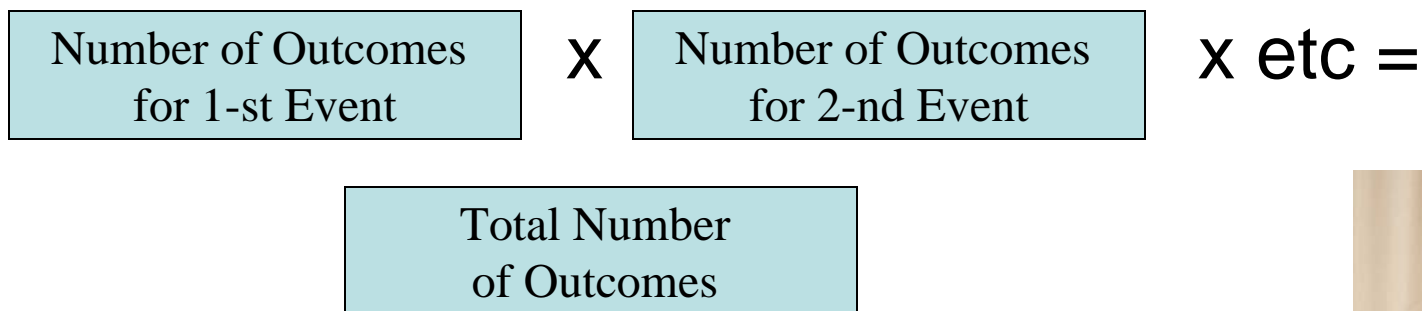 Number of Outcomes x Number of Outcomes x etc =
for 1-st Event for 2-nd Event
Total Number
of Outcomes